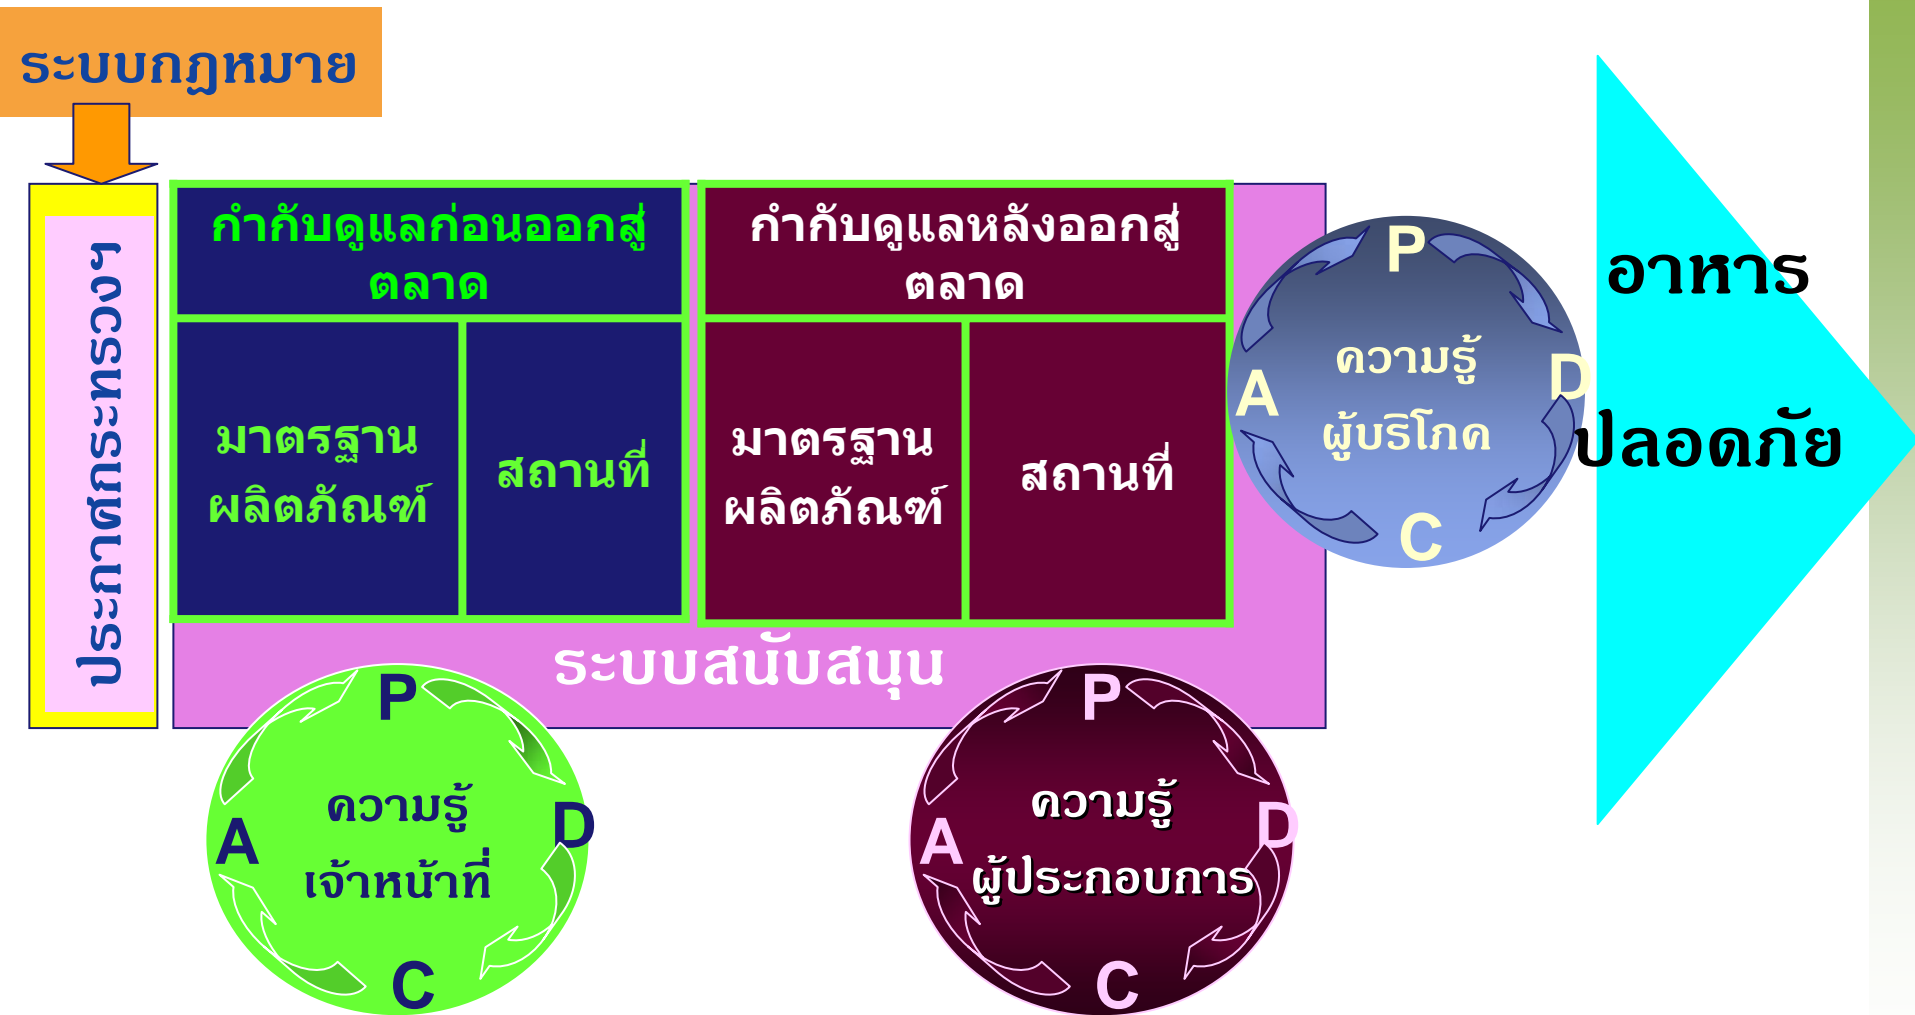 ระบบกฎหมาย
ประกาศกระทรวงฯ
กำกับดูแลก่อนออกสู่
ตลาด
มาตรฐาน
ผลิตภัณฑ์
สถานที่
กำกับดูแลหลังออกสู่
ตลาด
มาตรฐาน
ผลิตภัณฑ์
สถานที่
ระบบสนับสนุน
P
D
C
A
ความรู้
ผู้บริโภค
อาหาร
ปลอดภัย
P
D
C
A
ความรู้
เจ้าหน้าที่
P
D
C
A
ความรู้
ผู้ประกอบการ